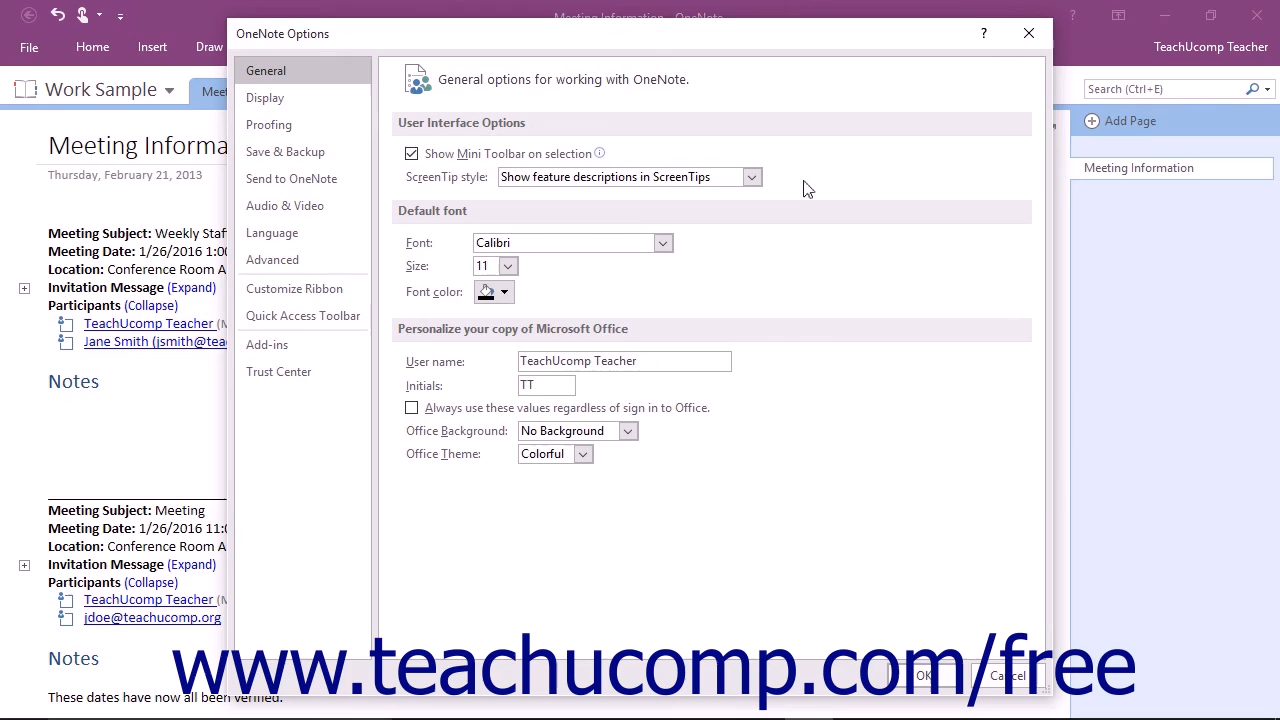 Meeting Information - OneNote
File Home Insert Draw TeachUcomp Teacher
OneNote Options
Work Sample
Search (Ctrl+E)
Add Page
Meeting Information
Thursday, February 21, 2013
Meeting Subject: Weekly
Meeting Date: 1/26/2016 1:00
Location: Conference Room A
Invitation Message (Expand)
Participants (Collapse)
TeachUcomp Teacher
Jane Smith
Notes
Meeting Subject: Meeting
Meeting Date: 1/26/2016
Location: Conference Room A
Invitation Message (Expand)
Participants (Collapse)
TeachUcomp Teacher
jdoe@teachucomp.org
Notes
These dates have now all been verified.
General
Display
Proofing
Save & Backup
Send to OneNote
Audio & Video
Language
Advanced
Customize Ribbon
Quick Access Toolbar
Add-ins
Trust Center
General options for working with OneNote.
User Interface Options
Show Mini Toolbar on selection
ScreenTip style: Show feature descriptions in ScreenTips
Default font
Font: Calibri
Size: 11
Font color:
Personalize your copy of Microsoft Office
User name: TeachUcomp Teacher
Initials: TT
Always use these values regardless of sign in to Office.
Office Background: No Background
Office Theme: Colorful
OK Cancel
www.teachucomp.com/free